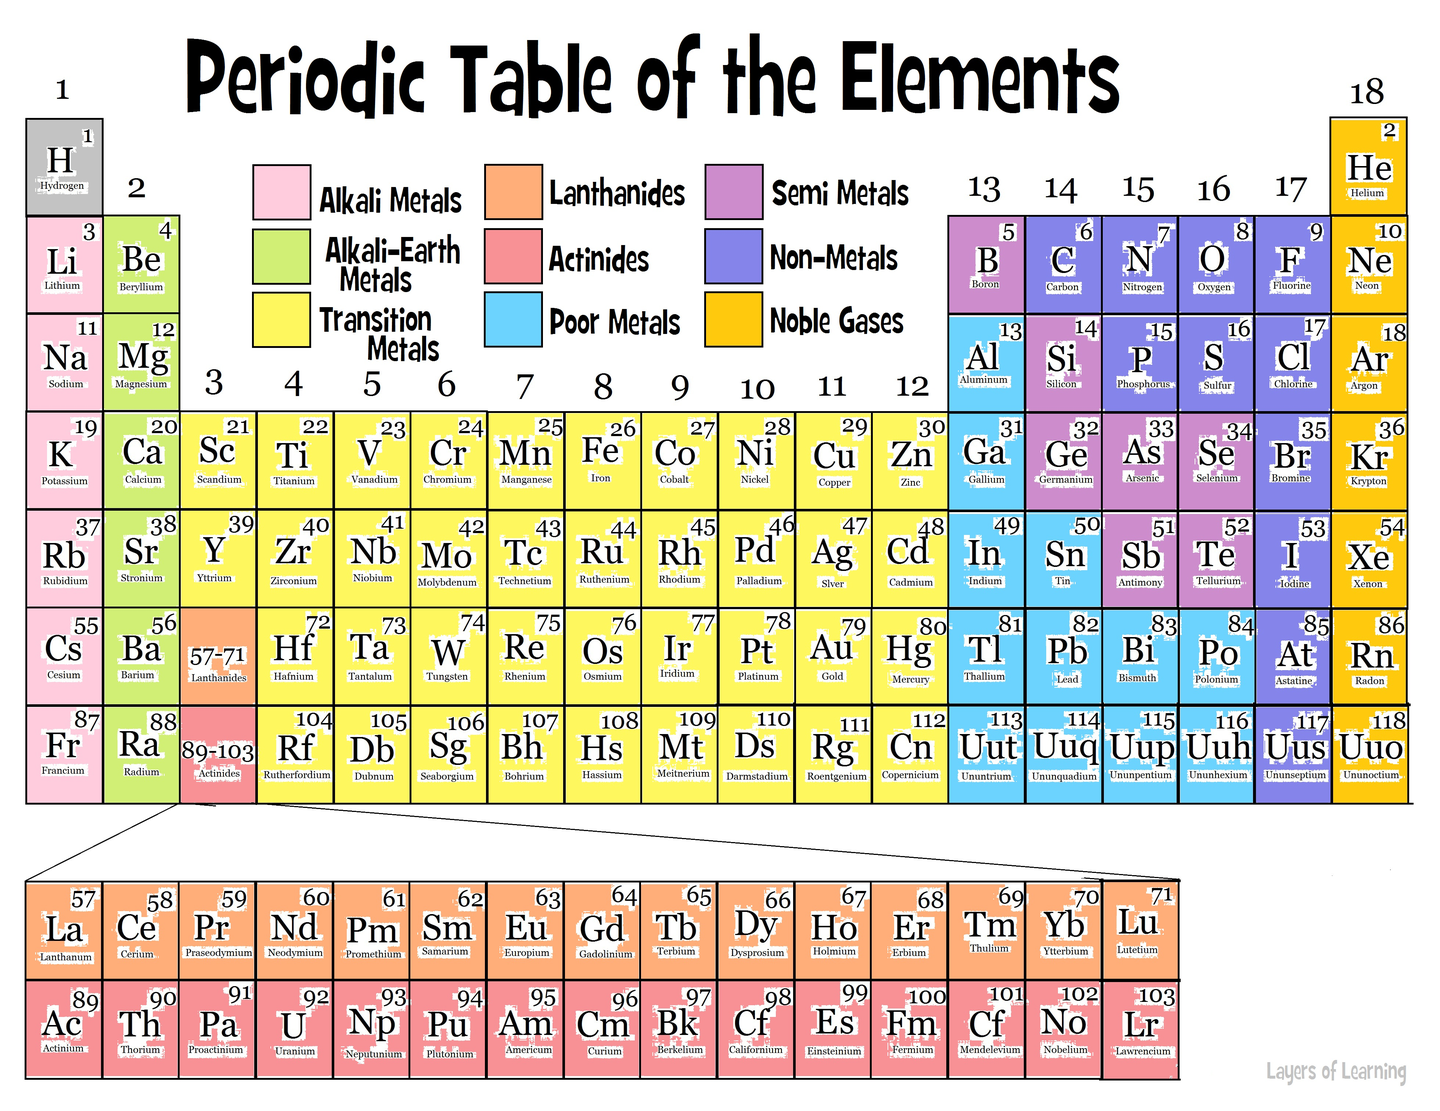 Periodic Table of the Elements
1
18
1
H
Hydrogen
2
He
Helium
2
13 14 15 16 17
Alkali Metals
Lanthanides
Semi Metals
Alkali-Earth
Metals
Actinides
Non-Metals
Transition
Metals
Poor Metals
Noble Gases
3 4 5 6 7 8 9 10 11 12
3 4 5 6 7 8 9 10
Li Be B C N O F Ne
Lithium Beryllium Boron Carbon Nitrogen Oxygen Fluorine Neon
11 12 13 14 15 16 17 18
Na Mg Al Si P S Cl Ar
Sodium Magnesium Aluminum Silicon Phosphorus Sulfur Chlorine Argon
19 20 21 22 23 24 25 26 27 28 29 30 31 32 33 34 35 36
K Ca Sc Ti V Cr Mn Fe Co Ni Cu Zn Ga Ge As Se Br Kr
Potassium Calcium Scandium Titanium Vanadium Chromium Manganese Iron Cobalt Nickel Copper Zinc Gallium Germanium Arsenic Selenium Bromine Krypton
37 38 39 40 41 42 43 44 45 46 47 48 49 50 51 52 53 54
Rb Sr Y Zr Nb Mo Tc Ru Rh Pd Ag Cd In Sn Sb Te I Xe
Rubidium Stronium Yttrium Zirconium Niobium Molybdenum Technetium Ruthenium Rhodium Palladium Slver Cadmium Indium Tin Antimony Tellurium Iodine Xenon
55 56 57-71 72 73 74 75 76 77 78 79 80 81 82 83 84 85 86
Cs Ba Hf Ta W Re Os Ir Pt Au Hg Tl Pb Bi Po At Rn
Cesium Barium Lanthanides Hafnium Tantalum Tungsten Rhenium Osmium Iridium Platinum Gold Mercury Thallium Lead Bismuth Polonium Astatine Radon
87 88 89-103 104 105 106 107 108 109 110 111 112 113 114 115 116 117 118
Fr Ra Rf Db Sg Bh Hs Mt Ds Rg Cn Uut Uuq Uup Uuh Uus Uuo
Francium Radium Actinides Rutherfordium Dubnum Seaborgium Bohrium Hassium Meitnerium Darmstadium Roentgenium Copernicium Ununtrium Ununquadium Ununpentium Ununhexium Ununseptium Ununoctium
57 58 59 60 61 62 63 64 65 66 67 68 69 70 71
La Ce Pr Nd Pm Sm Eu Gd Tb Dy Ho Er Tm Yb Lu
Lanthanum Cerium Praseodymium Neodymium Promethium Samarium Europium Gadolinium Terbium Dysprosium Holmium Erbium Thulium Ytterbium Lutetium
89 90 91 92 93 94 95 96 97 98 99 100 101 102 103
Ac Th Pa U Np Pu Am Cm Bk Cf Es Fm Cf No Lr
Actinium Thorium Proactinium Uranium Neputunium Plutonium Americum Curium Berkelium Californium Einsteinium Fermium Mendelevium Nobelium Lawrencium
Layers of Learning